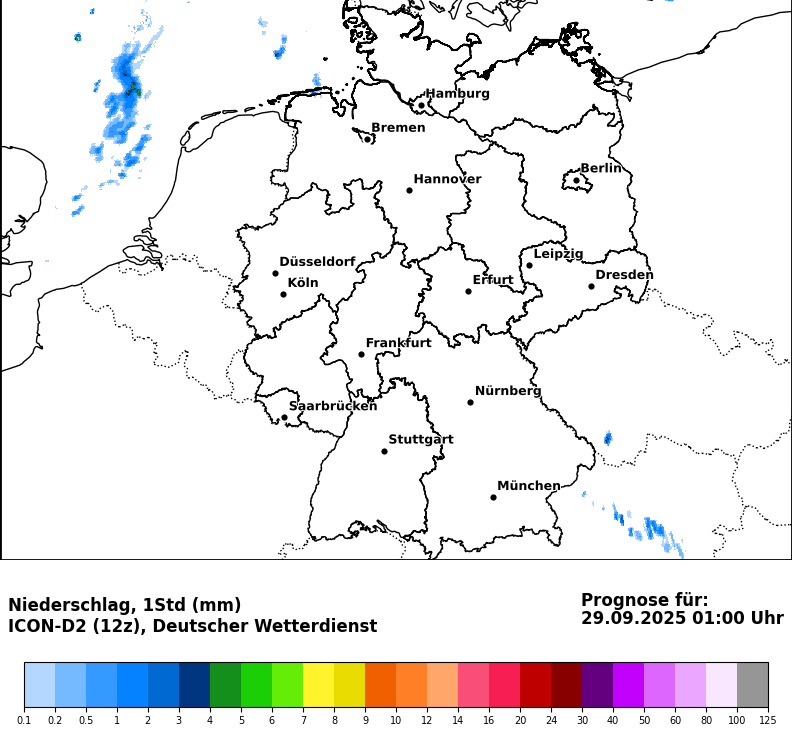 Hamburg
Bremen
Berlin
Hannover
Leipzig
Düsseldorf
Dresden
Köln
Erfurt
Frankfurt
Nürnberg
Saarbrücken
Stuttgart
München
Niederschlag, 1Std (mm)
ICON-D2 (12z), Deutscher Wetterdienst
Prognose für:
29.09.2025 01:00 Uhr
0.1 0.2 0.5 1 2 3 4 5 6 7 8 9 10 12 14 16 20 24 30 40 50 60 80 100 125